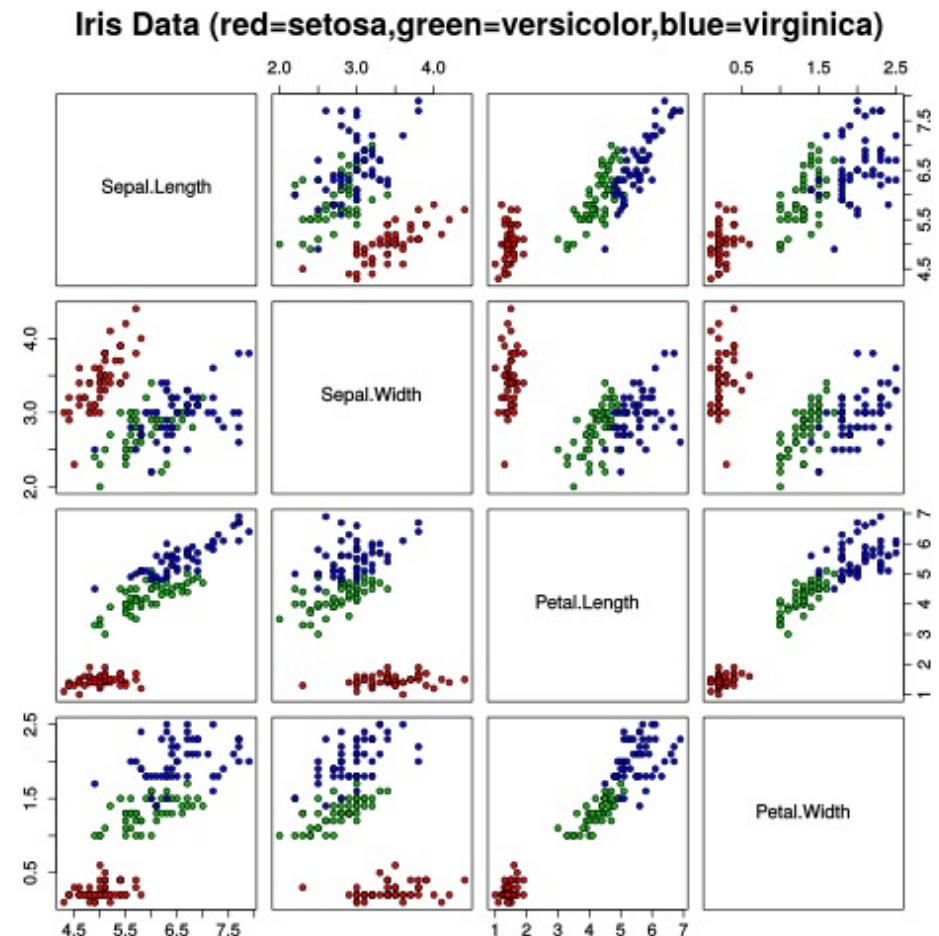 Iris Data (red=setosa,green=versicolor,blue=virginica)
2.0 3.0 4.0 0.5 1.5 2.5
Sepal.Length
4.5 5.5 6.5 7.5
2.0 3.0 4.0
Sepal.Width
Petal.Length
1 2 3 4 5 6 7
0.5 1.5 2.5
Petal.Width
4.5 5.5 6.5 7.5 1 2 3 4 5 6 7